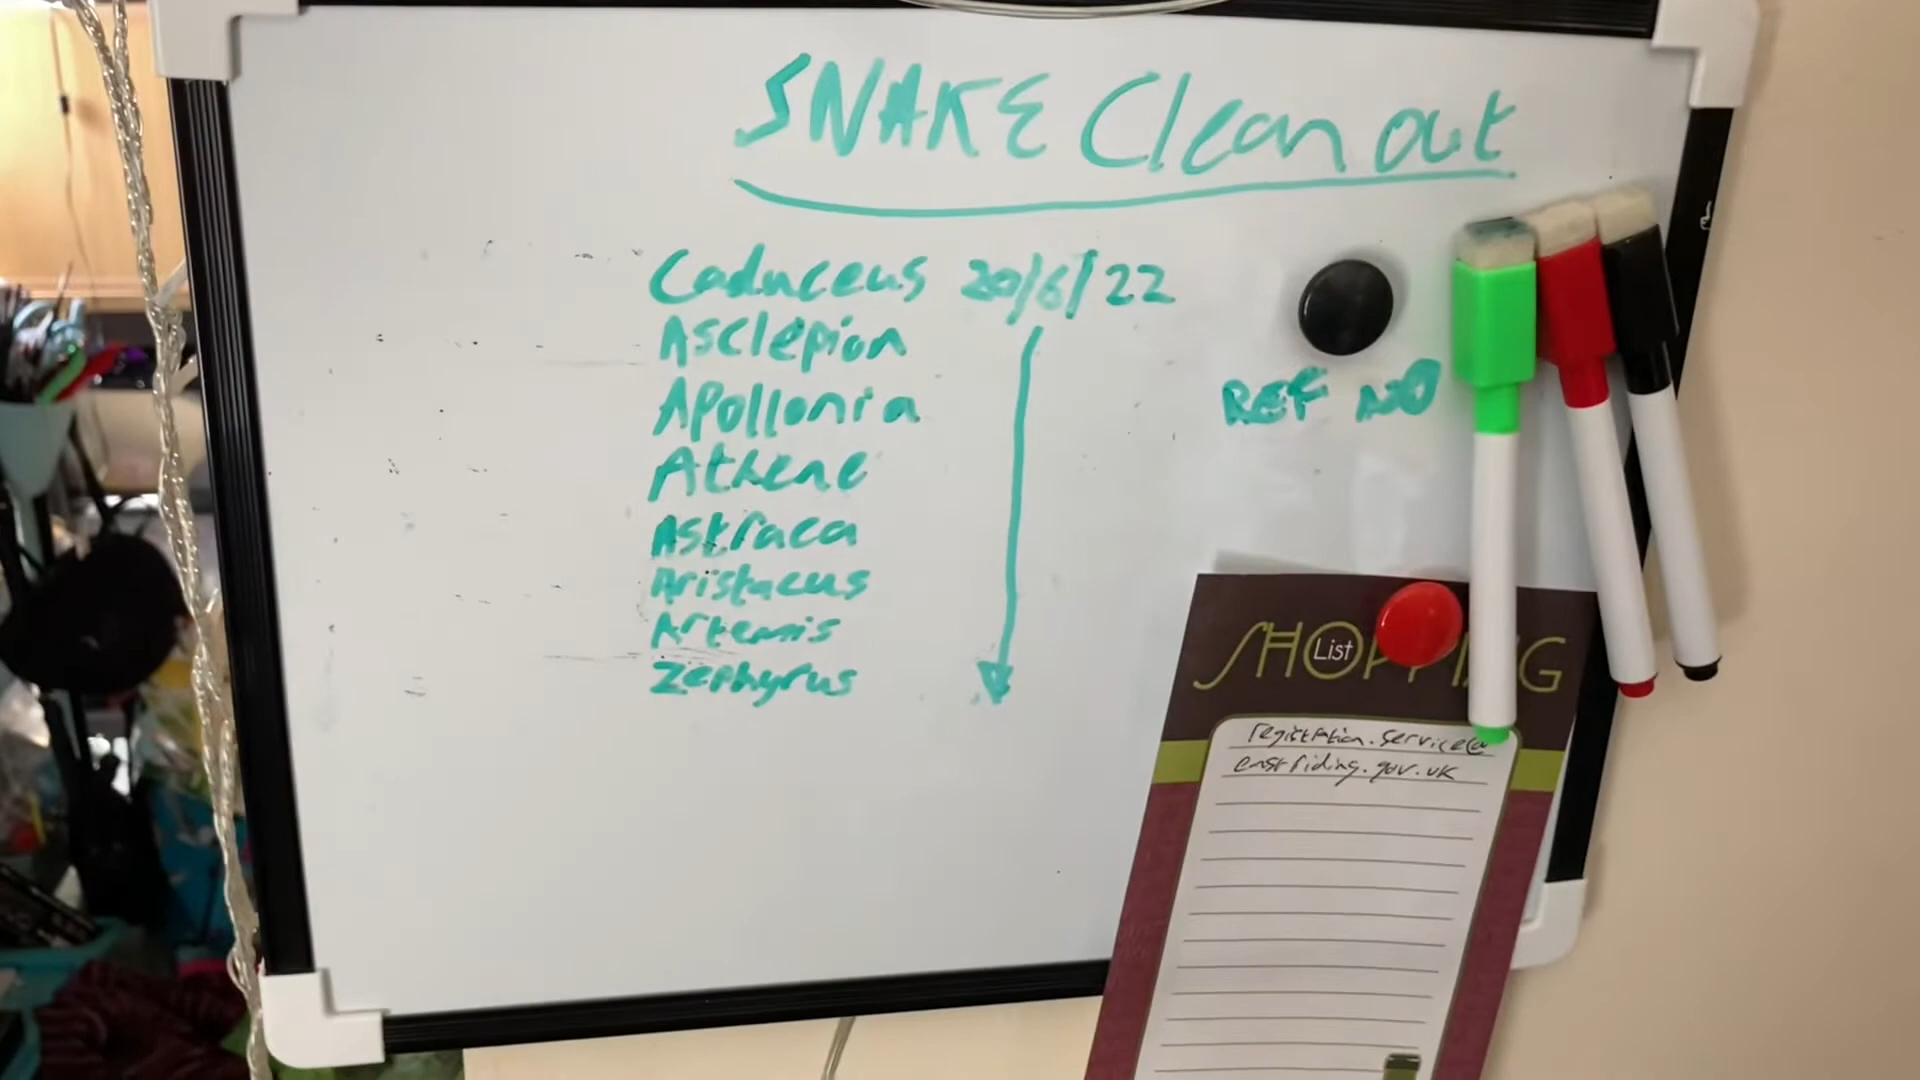 SNAKE Clean out
Caduceus 20/6/22
Asclepion
Apollonia
Athene
Astraea
Aristaeus
Artemis
Zephyrus
REF NO
SHOPPING
List
registration.service@
eastriding.gov.uk